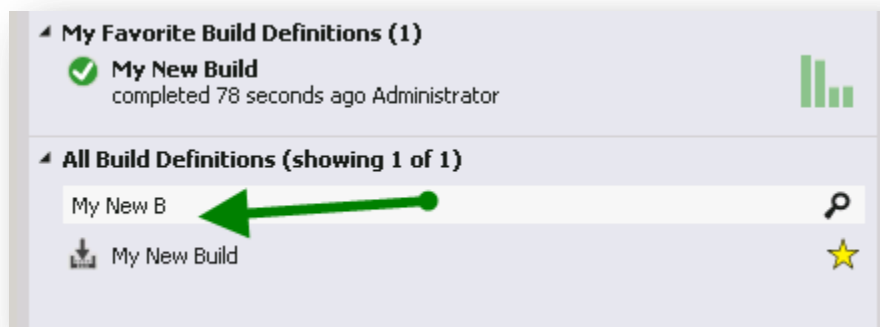 My Favorite Build Definitions (1)
My New Build
completed 78 seconds ago Administrator
All Build Definitions (showing 1 of 1)
My New B
My New Build